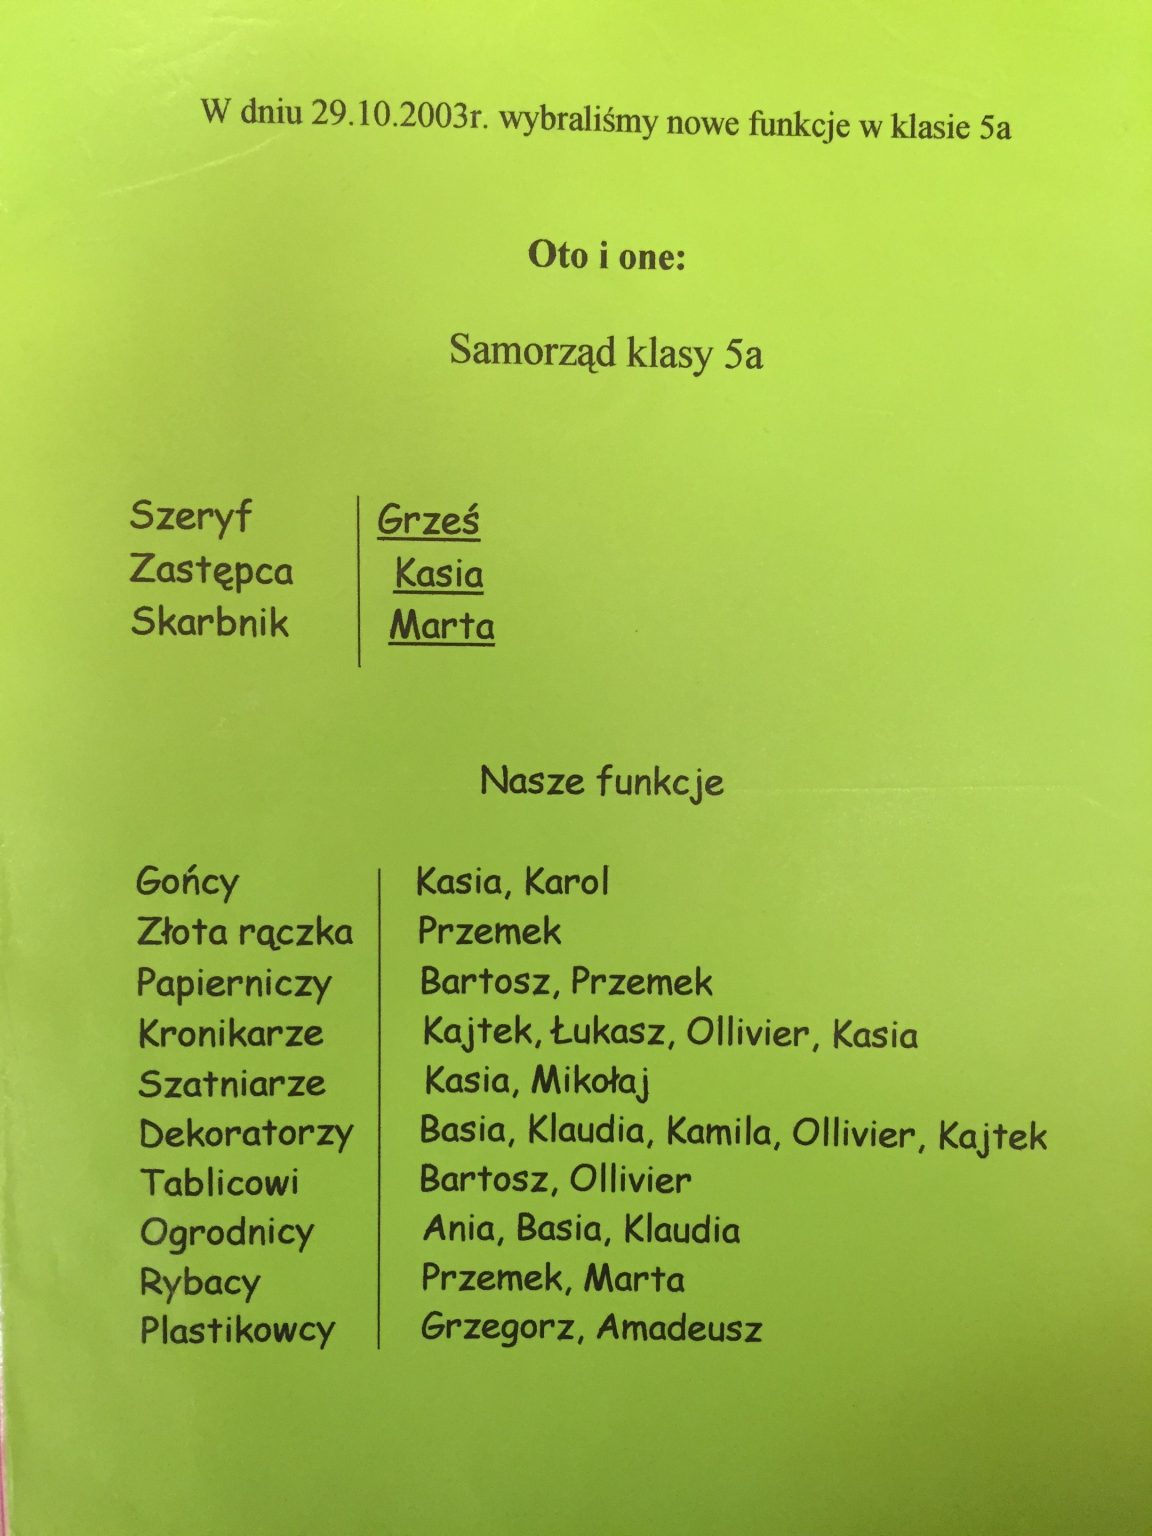 W dniu 29.10.2003r. wybraliśmy nowe funkcje w klasie 5a
Oto i one:
Samorząd klasy 5a
Szeryf Grześ
Zastępca Kasia
Skarbnik Marta
Nasze funkcje
Gońcy Kasia, Karol
Złota rączka Przemek
Papierniczy Bartosz, Przemek
Kronikarze Kajtek, Łukasz, Ollivier, Kasia
Szatniarze Kasia, Mikołaj
Dekoratorzy Basia, Klaudia, Kamila, Ollivier, Kajtek
Tablicowi Bartosz, Ollivier
Ogrodnicy Ania, Basia, Klaudia
Rybacy Przemek, Marta
Plastikowcy Grzegorz, Amadeusz